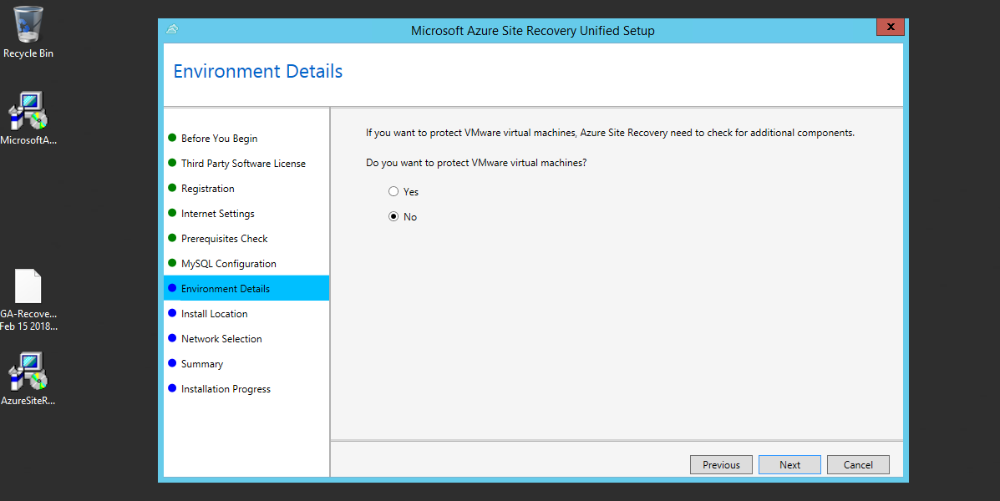 Recycle Bin
MicrosoftA...
GA-Recove...
Feb 15 2018...
AzureSiteR...
Microsoft Azure Site Recovery Unified Setup
x
Environment Details
Before You Begin
Third Party Software License
Registration
Internet Settings
Prerequisites Check
MySQL Configuration
Environment Details
Install Location
Network Selection
Summary
Installation Progress
If you want to protect VMware virtual machines, Azure Site Recovery need to check for additional components.
Do you want to protect VMware virtual machines?
Yes
No
Previous
Next
Cancel